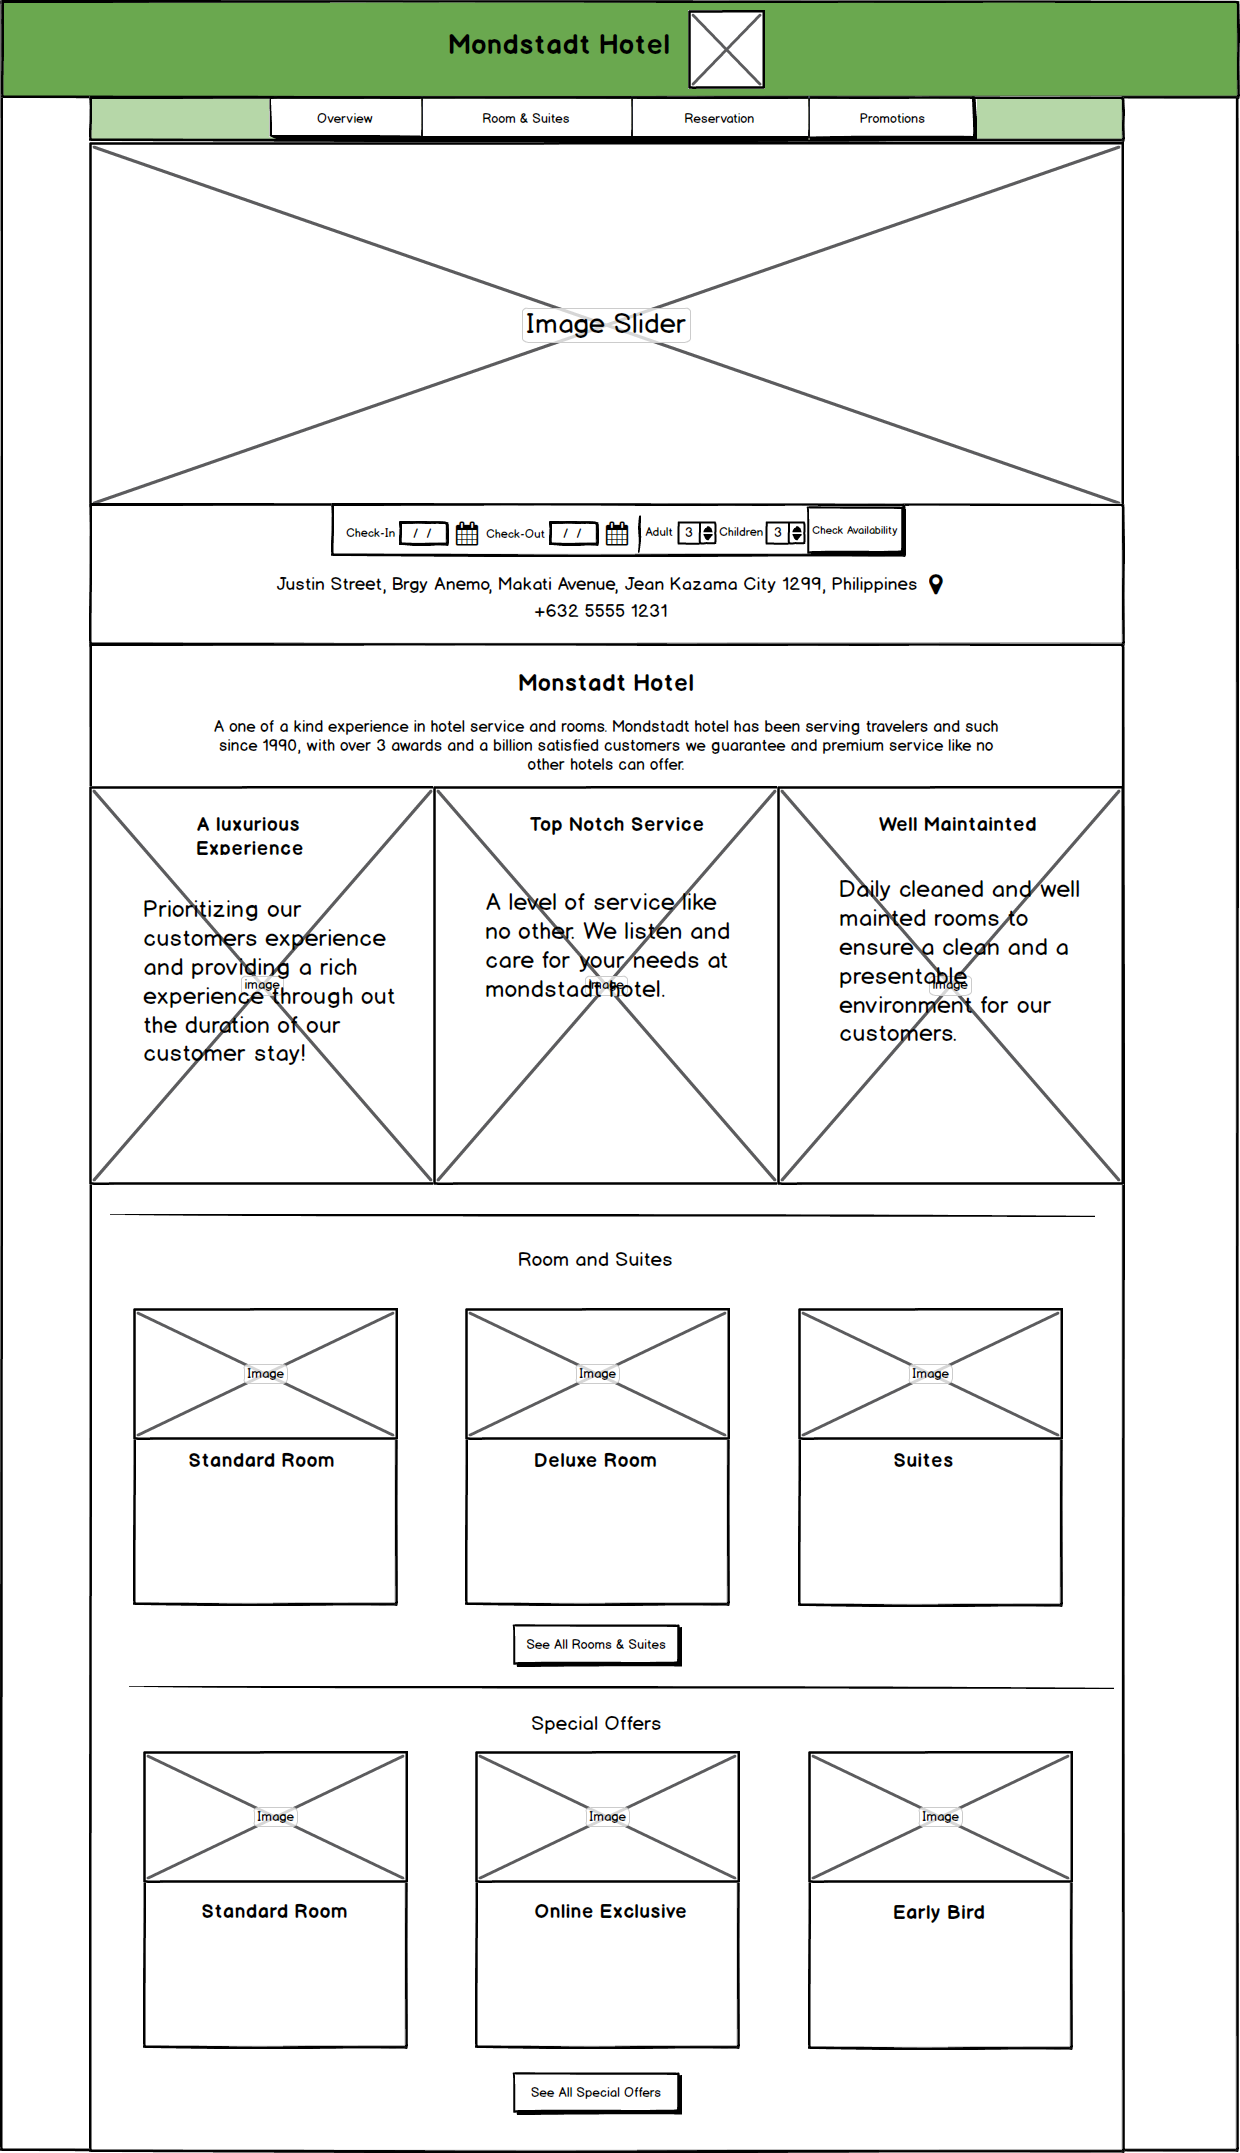 Mondstadt Hotel
Overview
Room & Suites
Reservation
Promotions
Image Slider
Check-In / / Check-Out / / Adult 3 Children 3 Check Availability
Justin Street, Brgy Anemo, Makati Avenue, Jean Kazama City 1299, Philippines
+632 5555 1231
Monstadt Hotel
A one of a kind experience in hotel service and rooms. Mondstadt hotel has been serving travelers and such
since 1990, with over 3 awards and a billion satisfied customers we guarantee and premium service like no
other hotels can offer.
A luxurious
Experience
Prioritizing our
customers experience
and providing a rich
experience through out
the duration of our
customer stay!
image
Top Notch Service
A level of service like
no other. We listen and
care for your needs at
mondstadt hotel.
Image
Well Maintainted
Daily cleaned and well
mainted rooms to
ensure a clean and a
presentable
environment for our
customers.
Image
Room and Suites
Image
Standard Room
Image
Deluxe Room
Image
Suites
See All Rooms & Suites
Special Offers
Image
Standard Room
Image
Online Exclusive
Image
Early Bird
See All Special Offers